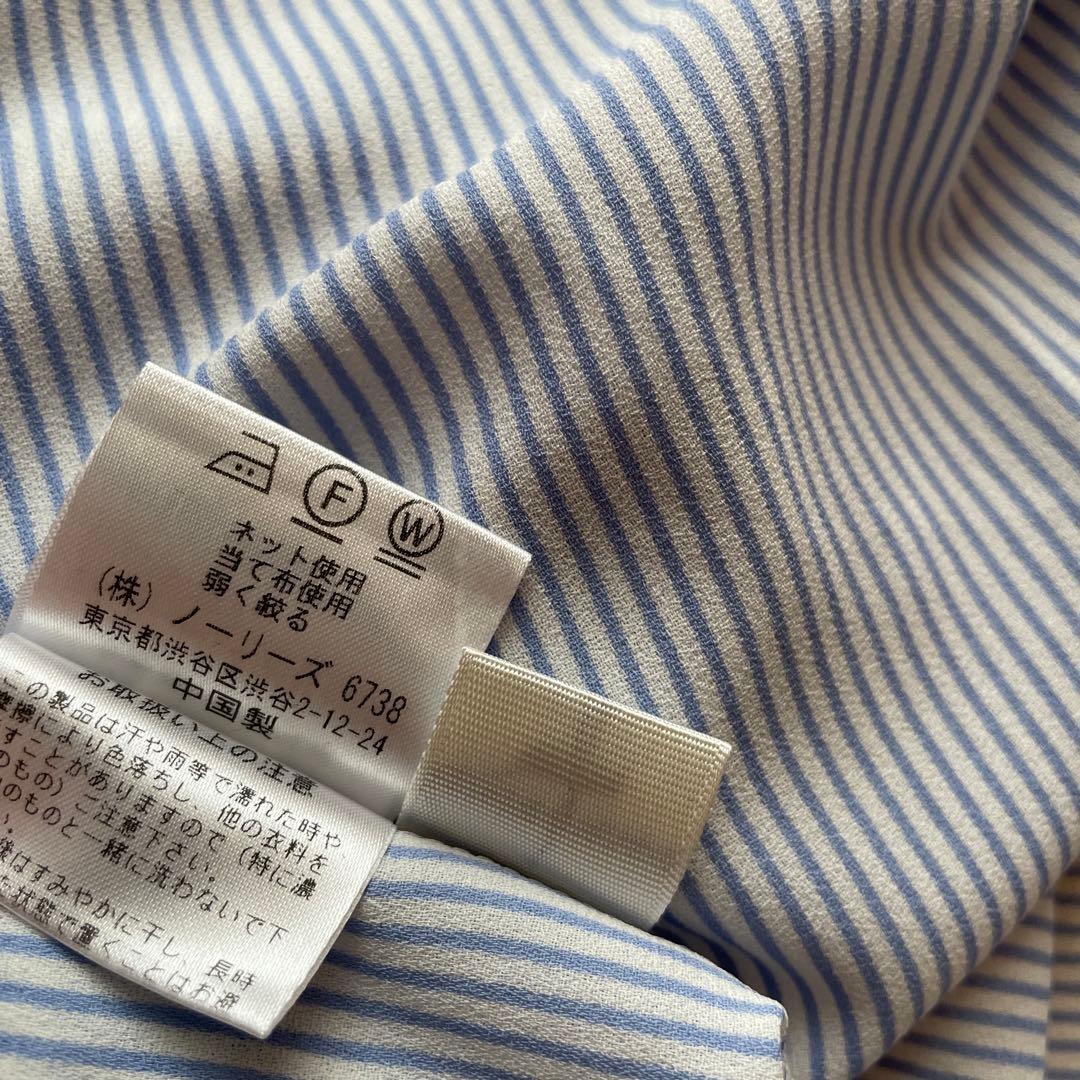 F W
ネット使用
当て布使用
弱く絞る
(株) ノーリーズ 6738
東京都渋谷区渋谷2-12-24
中国製
お取扱い上の注意
この製品は汗や雨等で濡れた時や、
摩擦により色落ちし、他の衣料を
すことがありますので(特に濃
のもの)ご注意下さい。
のものと一緒に洗わないで下
い。
はすみやかに干し、長時
状態で置くことはお避